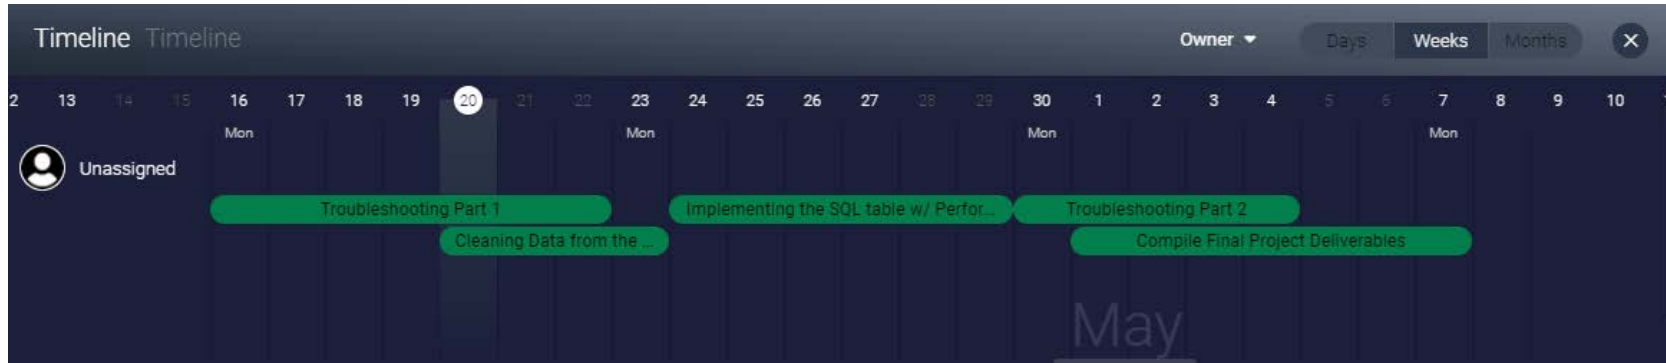 Timeline Timeline Owner Days Weeks Months
2 13 14 15 16 17 18 19 20 21 22 23 24 25 26 27 28 29 30 1 2 3 4 5 6 7 8 9 10
Mon Mon Mon Mon
Unassigned
Troubleshooting Part 1 Implementing the SQL table w/ Perfor... Troubleshooting Part 2
Cleaning Data from the ... Compile Final Project Deliverables
May